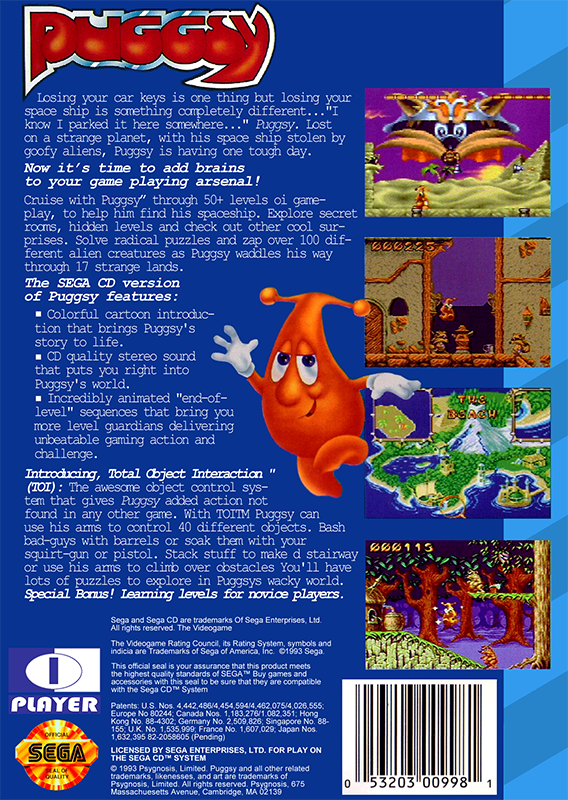 PUGGSY
Losing your car keys is one thing but losing your
space ship is something completely different..."I
know I parked it here somewhere..." Puggsy. Lost
on a strange planet, with his space ship stolen by
goofy aliens, Puggsy is having one tough day.
Now it's time to add brains
to your game playing arsenal!
Cruise with Puggsy” through 50+ levels oi game-
play, to help him find his spaceship. Explore secret
rooms, hidden levels and check out other cool sur-
prises. Solve radical puzzles and zap over 100 dif-
ferent alien creatures as Puggsy waddles his way
through 17 strange lands.
The SEGA CD version
of Puggsy features:
■ Colorful cartoon introduc-
tion that brings Puggsy's
story to life.
■ CD quality stereo sound
that puts you right into
Puggsy's world.
■ Incredibly animated "end-of-
level" sequences that bring you
more level guardians delivering
unbeatable gaming action and
challenge.
Introducing, Total Object Interaction "
(TOI): The awesome object control sys-
tem that gives Puggsy added action not
found in any other game. With TOITM Puggsy can
use his arms to control 40 different objects. Bash
bad-guys with barrels or soak them with your
squirt-gun or pistol. Stack stuff to make d stairway
or use his arms to climb over obstacles You'll have
lots of puzzles to explore in Puggsys wacky world.
Special Bonus! Learning levels for novice players.
000225
THE
BEACH
000115
Sega and Sega CD are trademarks Of Sega Enterprises, Ltd.
All rights reserved. The Videogame
The Videogame Rating Council, its Rating System, symbols and
indicia are Trademarks of Sega of America, Inc. ©1993 Sega.
This official seal is your assurance that this product meets
the highest quality standards of SEGA™ Buy games and
accessories with this seal to be sure that they are compatible
with the Sega CD™ System
Patents: U.S. Nos. 4,442,486/4,454,594/4,462,075/4,026,555;
Europe No 80244; Canada Nos. 1,183,276/1,082,351; Hong
Kong No. 88-4302; Germany No. 2,509,826; Singapore No. 88-
155; U.K. No. 1,535,999; France No. 1,607,029; Japan Nos.
1,632,395 82-2058605 (Pending)
LICENSED BY SEGA ENTERPRISES, LTD. FOR PLAY ON
THE SEGA CD™ SYSTEM
© 1993 Psygnosis, Limited. Puggsy and all other related
trademarks, likenesses, and art are trademarks of
Psygnosis, Limited. All rights reserved. Psygnosis, 675
Massachusetts Avenue, Cambridge, MA 02139
1
PLAYER
OFFICIAL
SEGA
SEAL OF
QUALITY
0 53203 00998 1